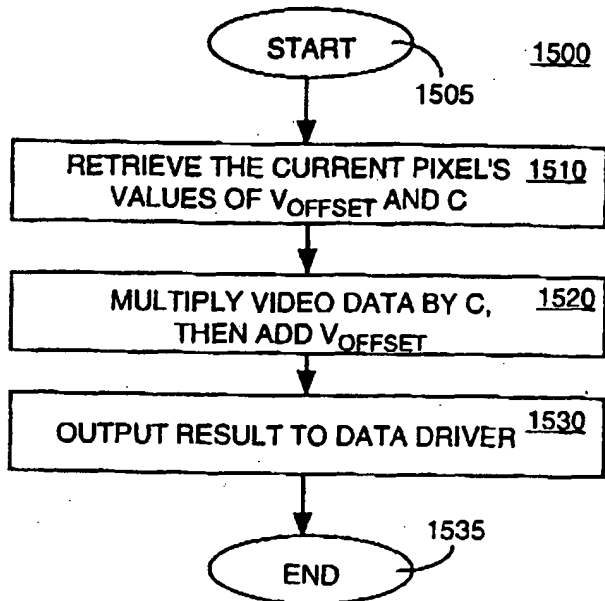 START
1500
1505
RETRIEVE THE CURRENT PIXEL'S 1510
VALUES OF VOFFSET AND C
MULTIPLY VIDEO DATA BY C, 1520
THEN ADD VOFFSET
OUTPUT RESULT TO DATA DRIVER 1530
1535
END